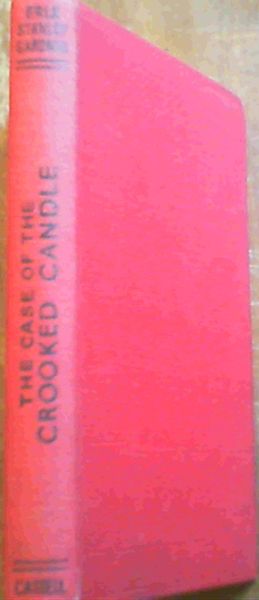 ERLE
STANLEY
GARDNER
THE CASE OF THE
CROOKED CANDLE
CASSELL